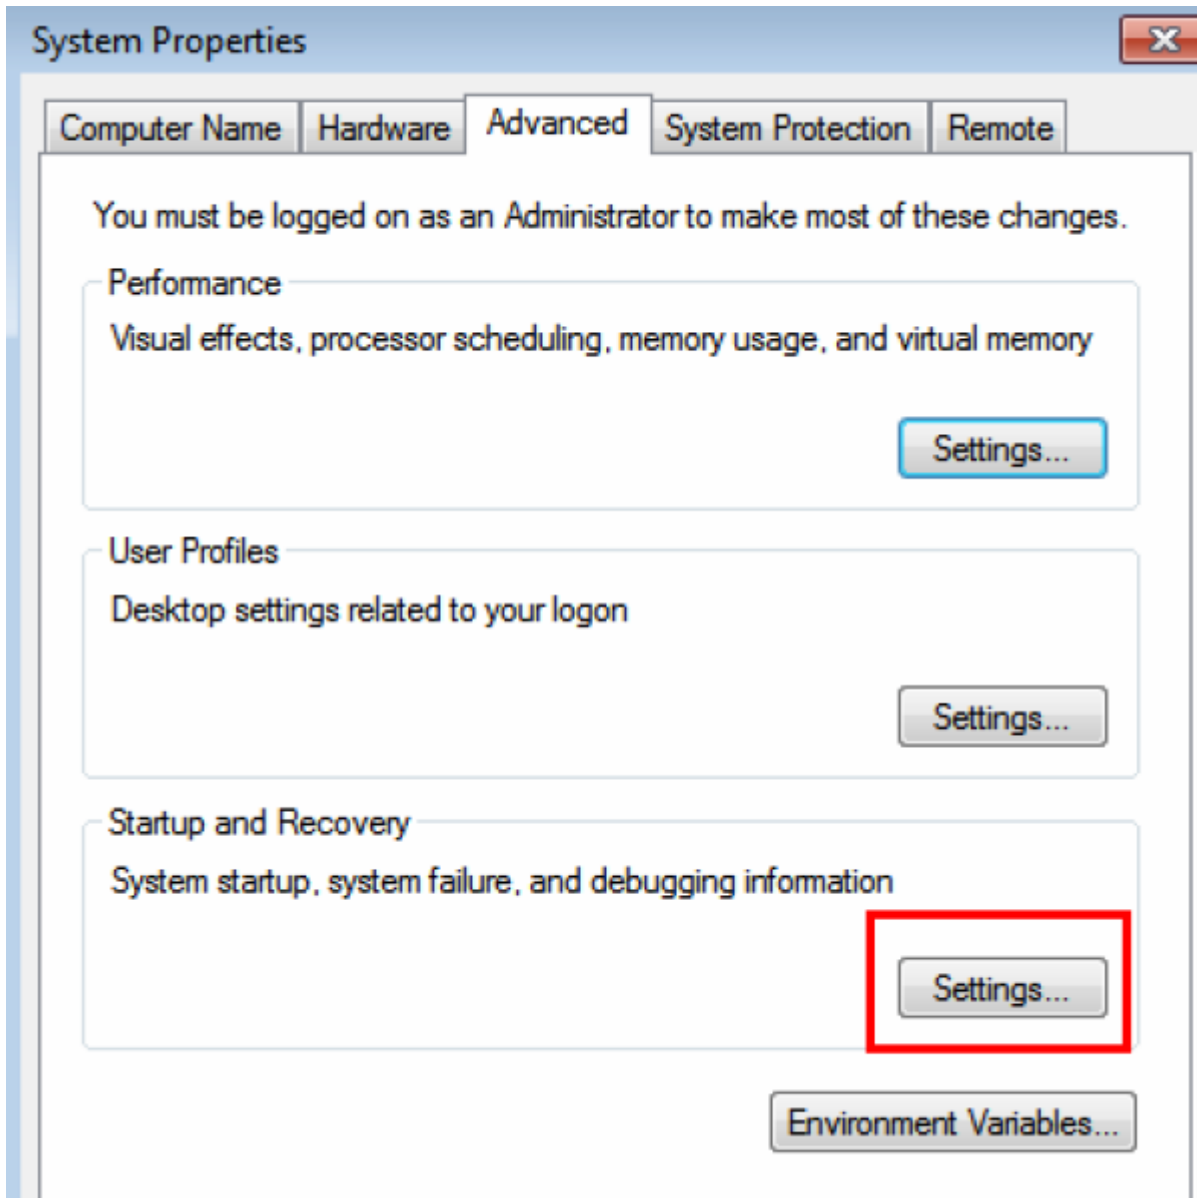 System Properties
Computer Name
Hardware
Advanced
System Protection
Remote
You must be logged on as an Administrator to make most of these changes.
Performance
Visual effects, processor scheduling, memory usage, and virtual memory
Settings...
User Profiles
Desktop settings related to your logon
Settings...
Startup and Recovery
System startup, system failure, and debugging information
Settings...
Environment Variables...